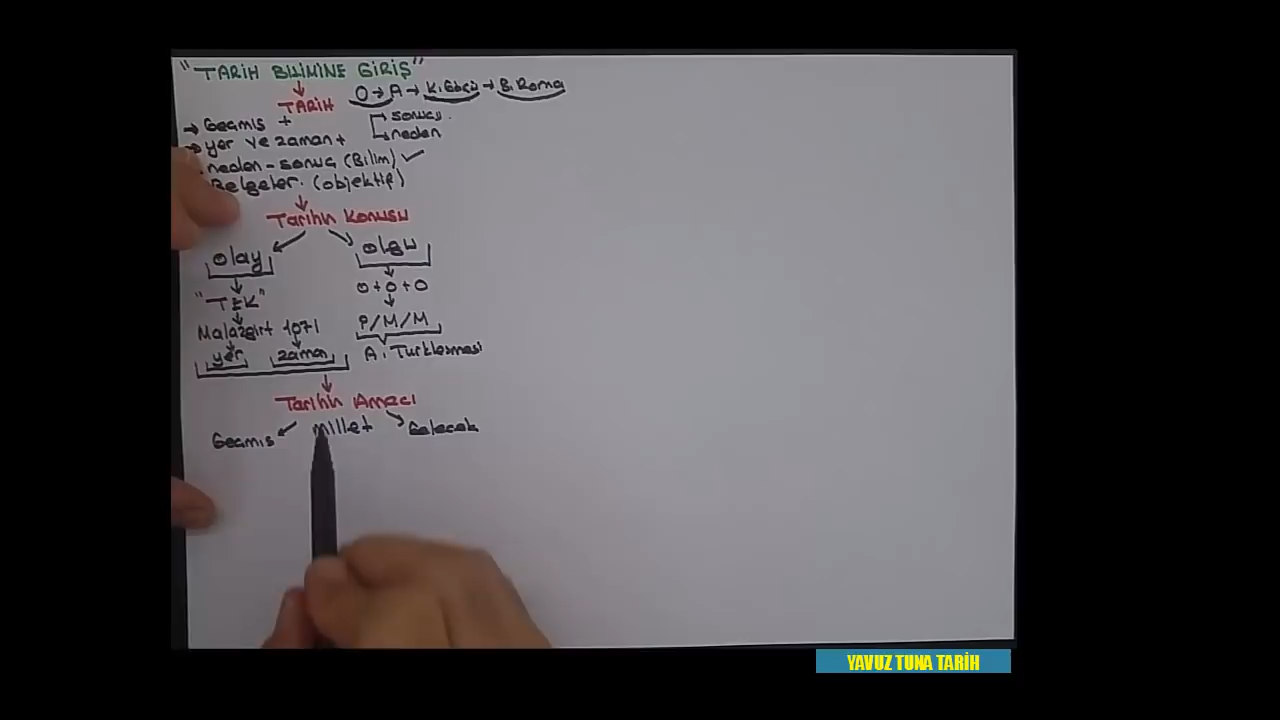 "TARİH BİLİMİNE GİRİŞ"
O → A → K.Göçü → B.Roma
TARİH
→ Geçmiş +
→ yer ve zaman +
sonuç.
neden
neden - sonuç (Bilim) ✓
Belgeler. (objektif)
Tarihin Konusu
olay
olgu
"TEK"
O + O + O
Malazgirt 1071
P/M/M
yer zaman
A. Türkleşmesi
Tarihin Amacı
Geçmiş millet Gelecek
YAVUZ TUNA TARİH